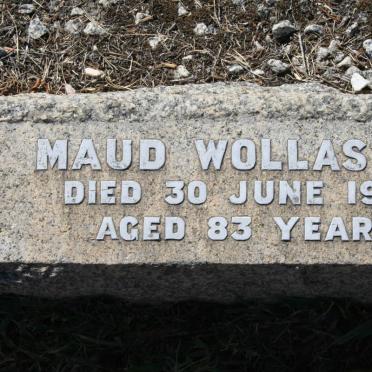 MAUD WOLLAS
DIED 30 JUNE 19
AGED 83 YEAR